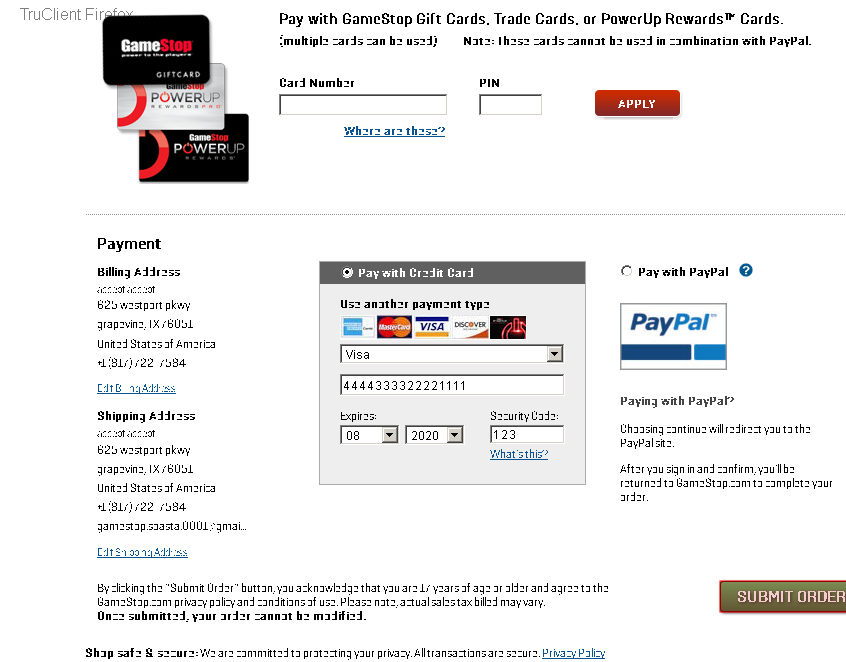 TruClient Firefox
Pay with GameStop Gift Cards, Trade Cards, or PowerUp Rewards™ Cards.
(multiple cards can be used) Note: These cards cannot be used in combination with PayPal.
GameStop
power to the players
GIFTCARD
GameStop
POWERUP
REWARDSPRO
GameStop
POWERUP
REWARDS
Card Number PIN
APPLY
Where are these?
Payment
Billing Address
accept accept
625 westport pkwy
grapevine, TX 76051
United States of America
+1 (817) 722-7584
Edit Billing Address
Shipping Address
accept accept
625 westport pkwy
grapevine, TX 76051
United States of America
+1 (817) 722-7584
gamestop.soasta.0001@gmai...
Edit Shipping Address
Pay with Credit Card
Use another payment type
MasterCard
VISA
DISCOVER
Visa
4444333322221111
Expires: Security Code:
08 2020 123
What's this?
Pay with PayPal ?
PayPal™
Paying with PayPal?
Choosing continue will redirect you to the
PayPal site.
After you sign in and confirm, you'll be
returned to GameStop.com to complete your
order.
By clicking the "Submit Order" button, you acknowledge that you are 17 years of age or older and agree to the
GameStop.com privacy policy and conditions of use. Please note, actual sales tax billed may vary.
Once submitted, your order cannot be modified.
SUBMIT ORDER
Shop safe & secure: We are committed to protecting your privacy. All transactions are secure. Privacy Policy